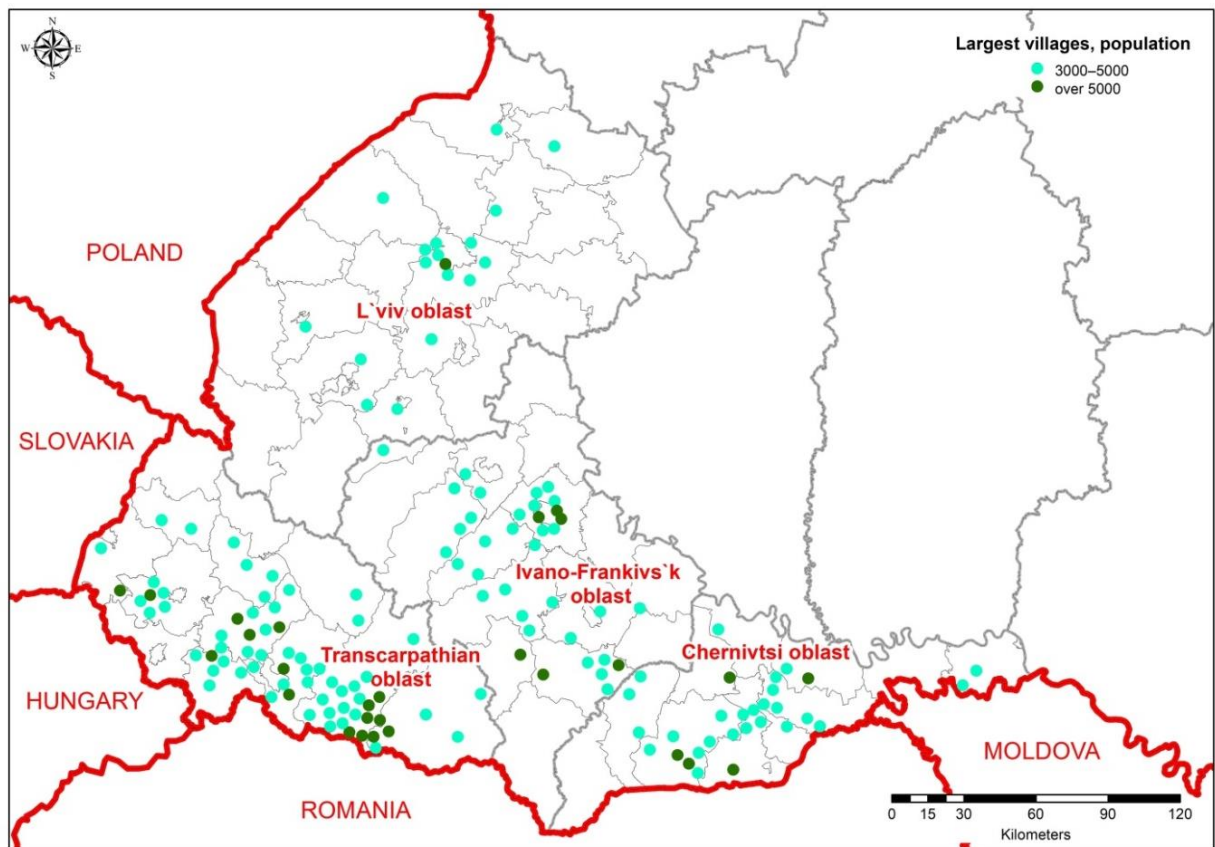 N
W E
S
Largest villages, population
3000–5000
over 5000
POLAND
L`viv oblast
SLOVAKIA
Ivano-Frankivs`k
oblast
Transcarpathian
oblast
Chernivtsi oblast
HUNGARY
MOLDOVA
ROMANIA
0 15 30 60 90 120
Kilometers